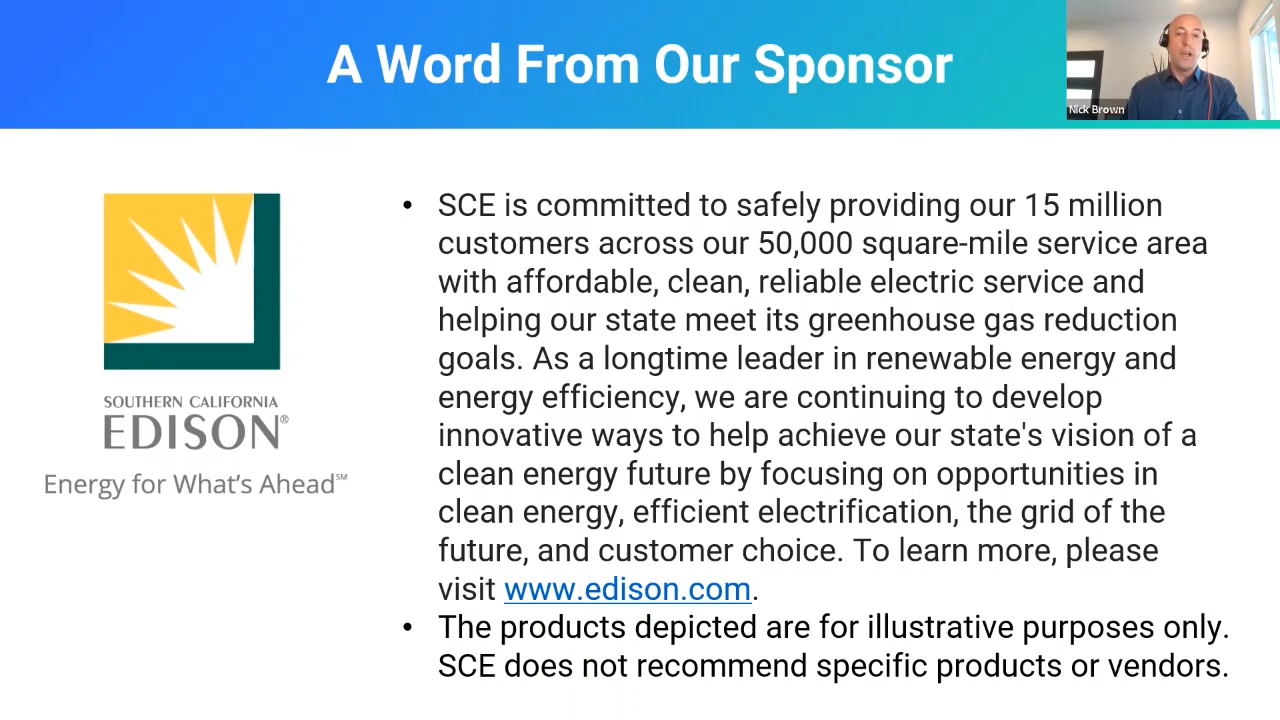 A Word From Our Sponsor
Nick Brown
SOUTHERN CALIFORNIA
EDISON®
Energy for What's Ahead℠
• SCE is committed to safely providing our 15 million
customers across our 50,000 square-mile service area
with affordable, clean, reliable electric service and
helping our state meet its greenhouse gas reduction
goals. As a longtime leader in renewable energy and
energy efficiency, we are continuing to develop
innovative ways to help achieve our state's vision of a
clean energy future by focusing on opportunities in
clean energy, efficient electrification, the grid of the
future, and customer choice. To learn more, please
visit www.edison.com.
• The products depicted are for illustrative purposes only.
SCE does not recommend specific products or vendors.